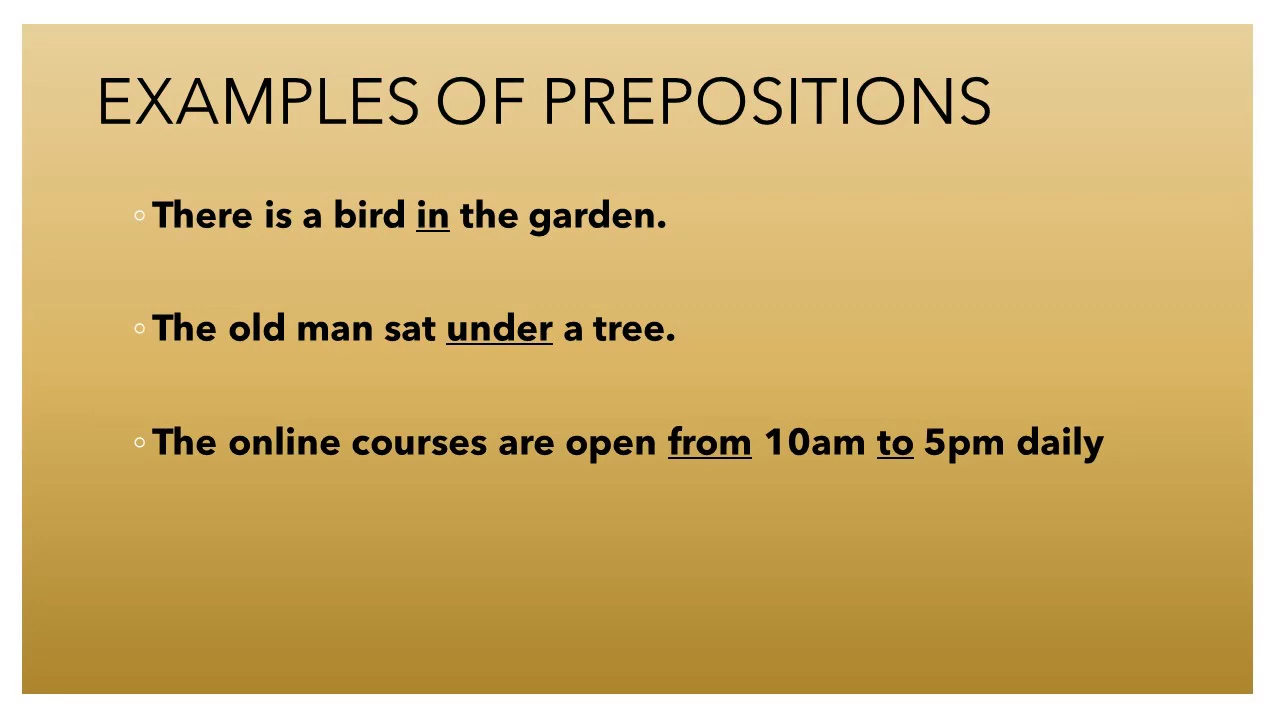 EXAMPLES OF PREPOSITIONS
◦ There is a bird in the garden.
◦ The old man sat under a tree.
◦ The online courses are open from 10am to 5pm daily